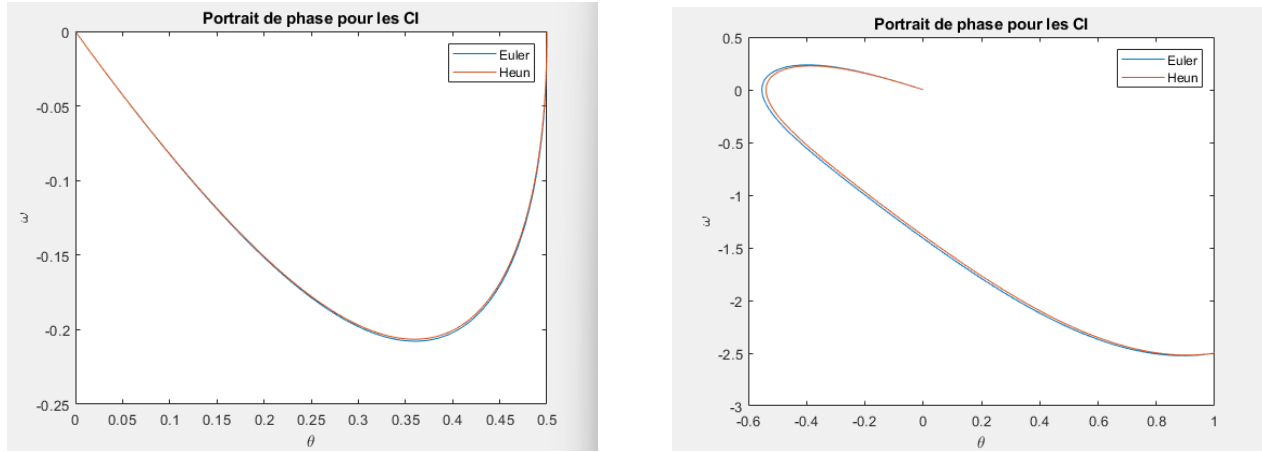 Portrait de phase pour les CI
0
-0.05
-0.1
-0.15
-0.2
-0.25
ω
0 0.05 0.1 0.15 0.2 0.25 0.3 0.35 0.4 0.45 0.5
θ
Euler
Heun
Portrait de phase pour les CI
0.5
0
-0.5
-1
-1.5
-2
-2.5
-3
ω
-0.6 -0.4 -0.2 0 0.2 0.4 0.6 0.8 1
θ
Euler
Heun